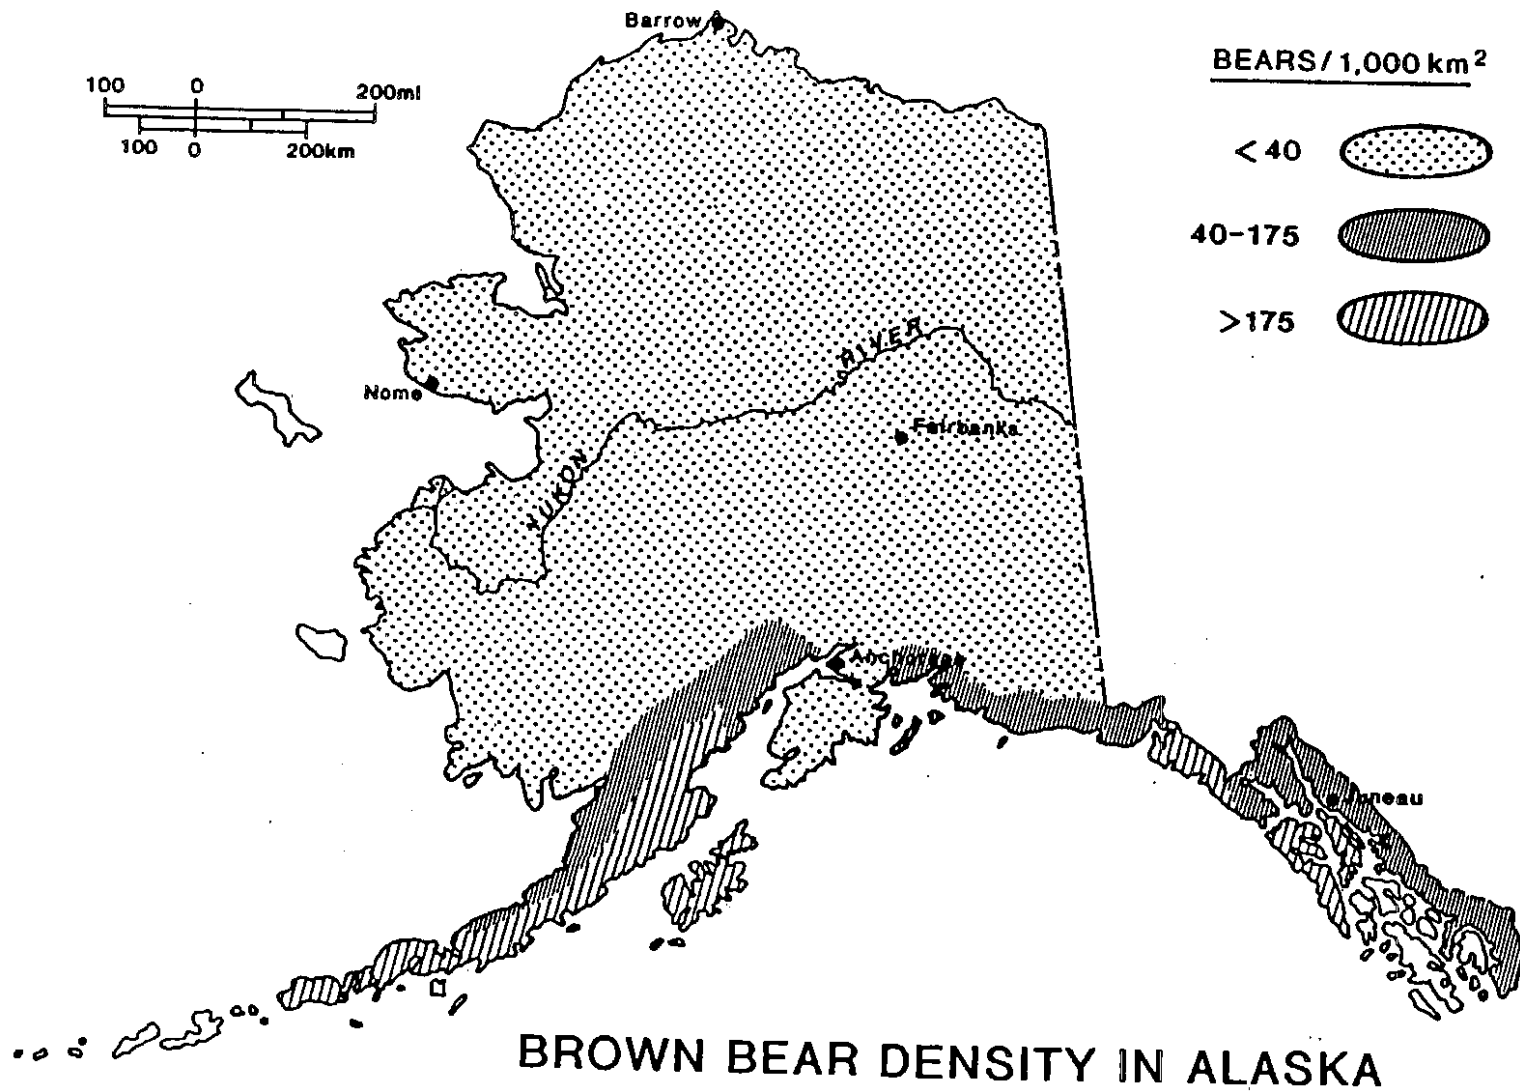 Barrow
BEARS/1,000 km²
100 0 200mi
100 0 200km
<40
40-175
>175
RIVER
Nome
Fairbanks
YUKON
Anchorage
Juneau
BROWN BEAR DENSITY IN ALASKA